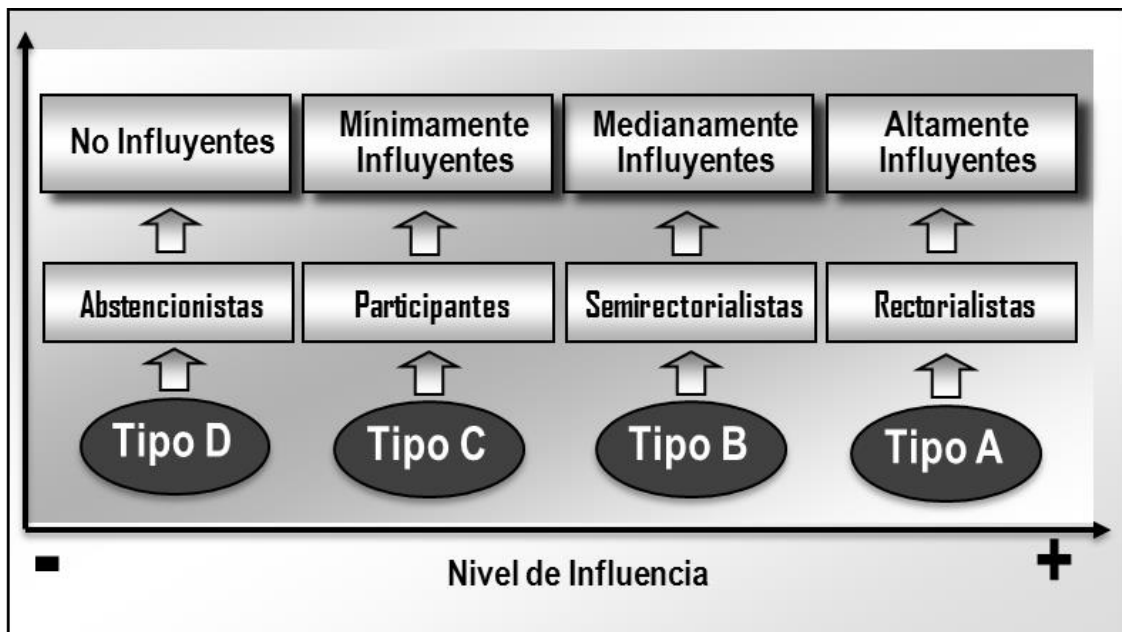 No Influyentes
Mínimamente
Influyentes
Medianamente
Influyentes
Altamente
Influyentes
Abstencionistas
Participantes
Semirectorialistas
Rectorialistas
Tipo D
Tipo C
Tipo B
Tipo A
-
+
Nivel de Influencia